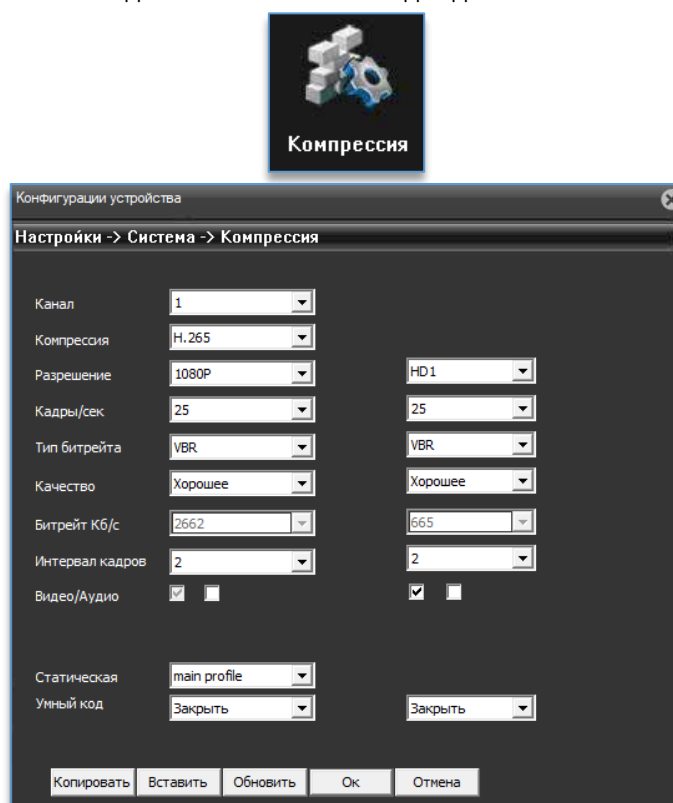 Компрессия
Конфигурации устройства
Настройки -> Система -> Компрессия
Канал 1
Компрессия H.265
Разрешение 1080P HD1
Кадры/сек 25 25
Тип битрейта VBR VBR
Качество Хорошее Хорошее
Битрейт Кб/с 2662 665
Интервал кадров 2 2
Видео/Аудио
Статическая main profile
Умный код Закрыть Закрыть
Копировать Вставить Обновить Ок Отмена